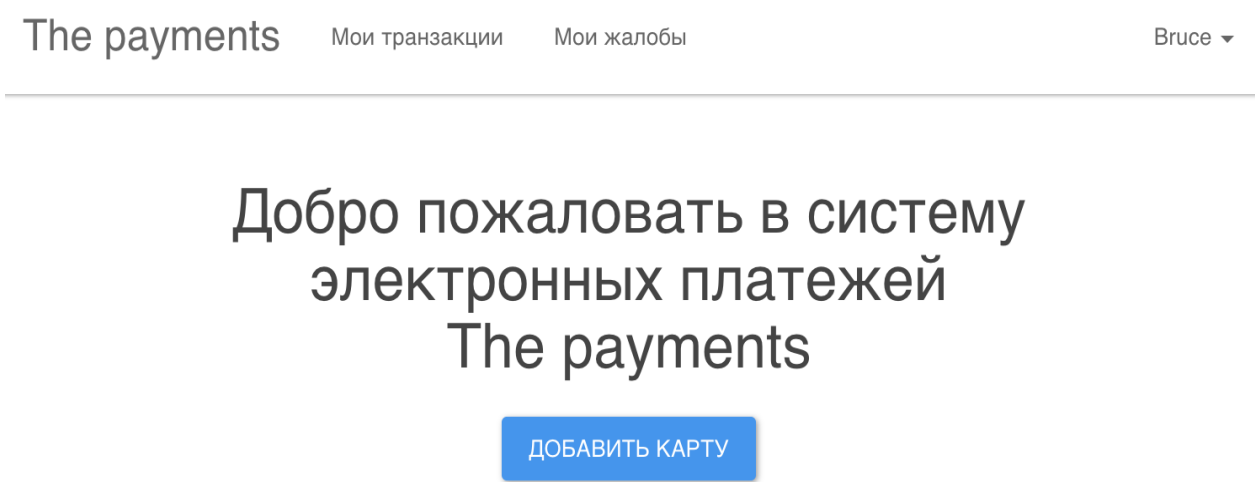 The payments Мои транзакции Мои жалобы Bruce
Добро пожаловать в систему
электронных платежей
The payments
ДОБАВИТЬ КАРТУ